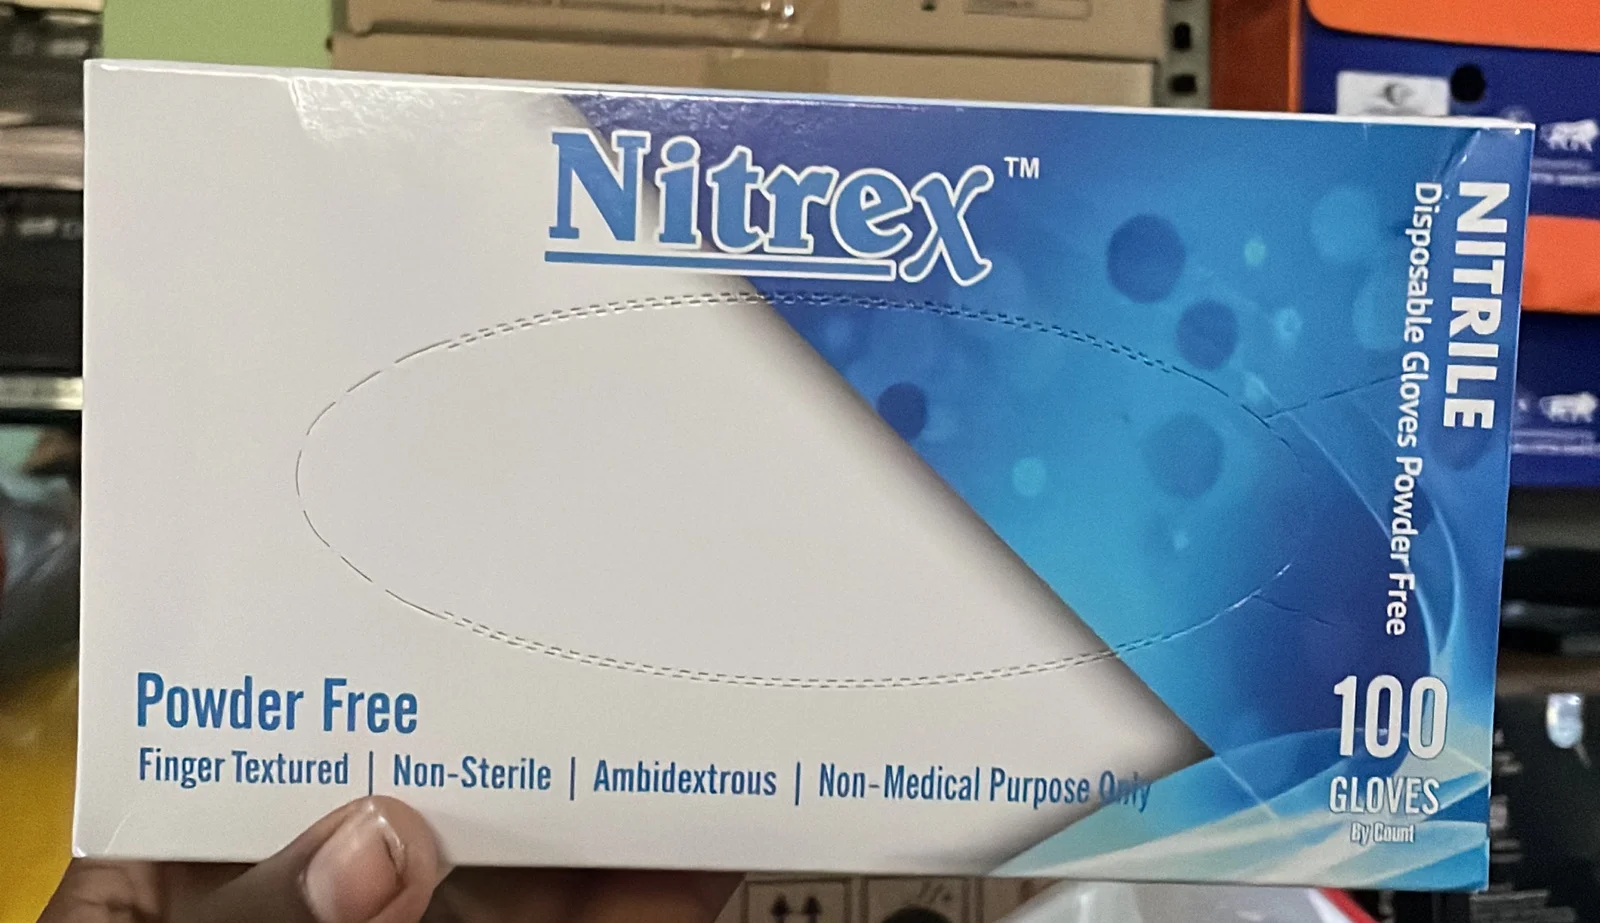 Nitrex™
NITRILE
Disposable Gloves Powder Free
Powder Free
Finger Textured | Non-Sterile | Ambidextrous | Non-Medical Purpose Only
100
GLOVES
By Count